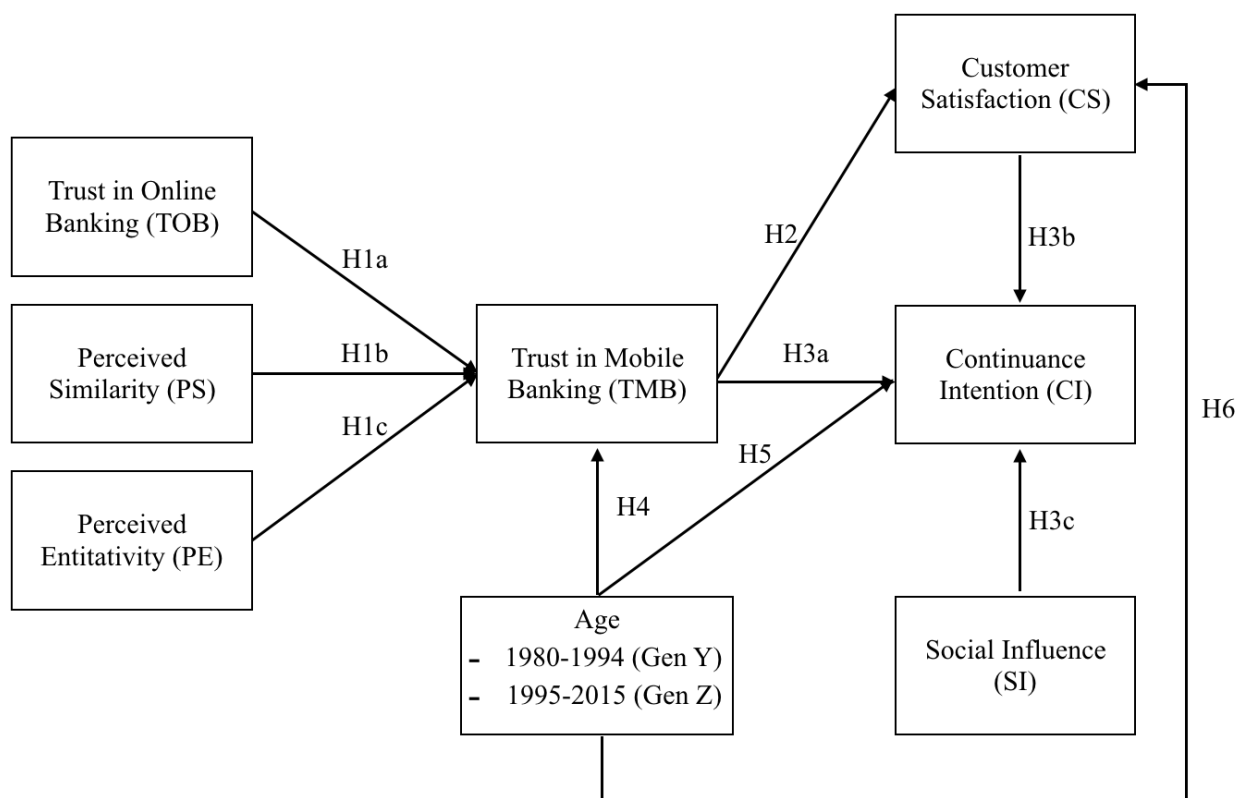 Customer
Satisfaction (CS)
Trust in Online
Banking (TOB)
H1a
H2
H3b
Perceived
Similarity (PS)
H1b
Trust in Mobile
Banking (TMB)
H3a
Continuance
Intention (CI)
H6
H1c
H5
H4
H3c
Perceived
Entitativity (PE)
Age
- 1980-1994 (Gen Y)
- 1995-2015 (Gen Z)
Social Influence
(SI)